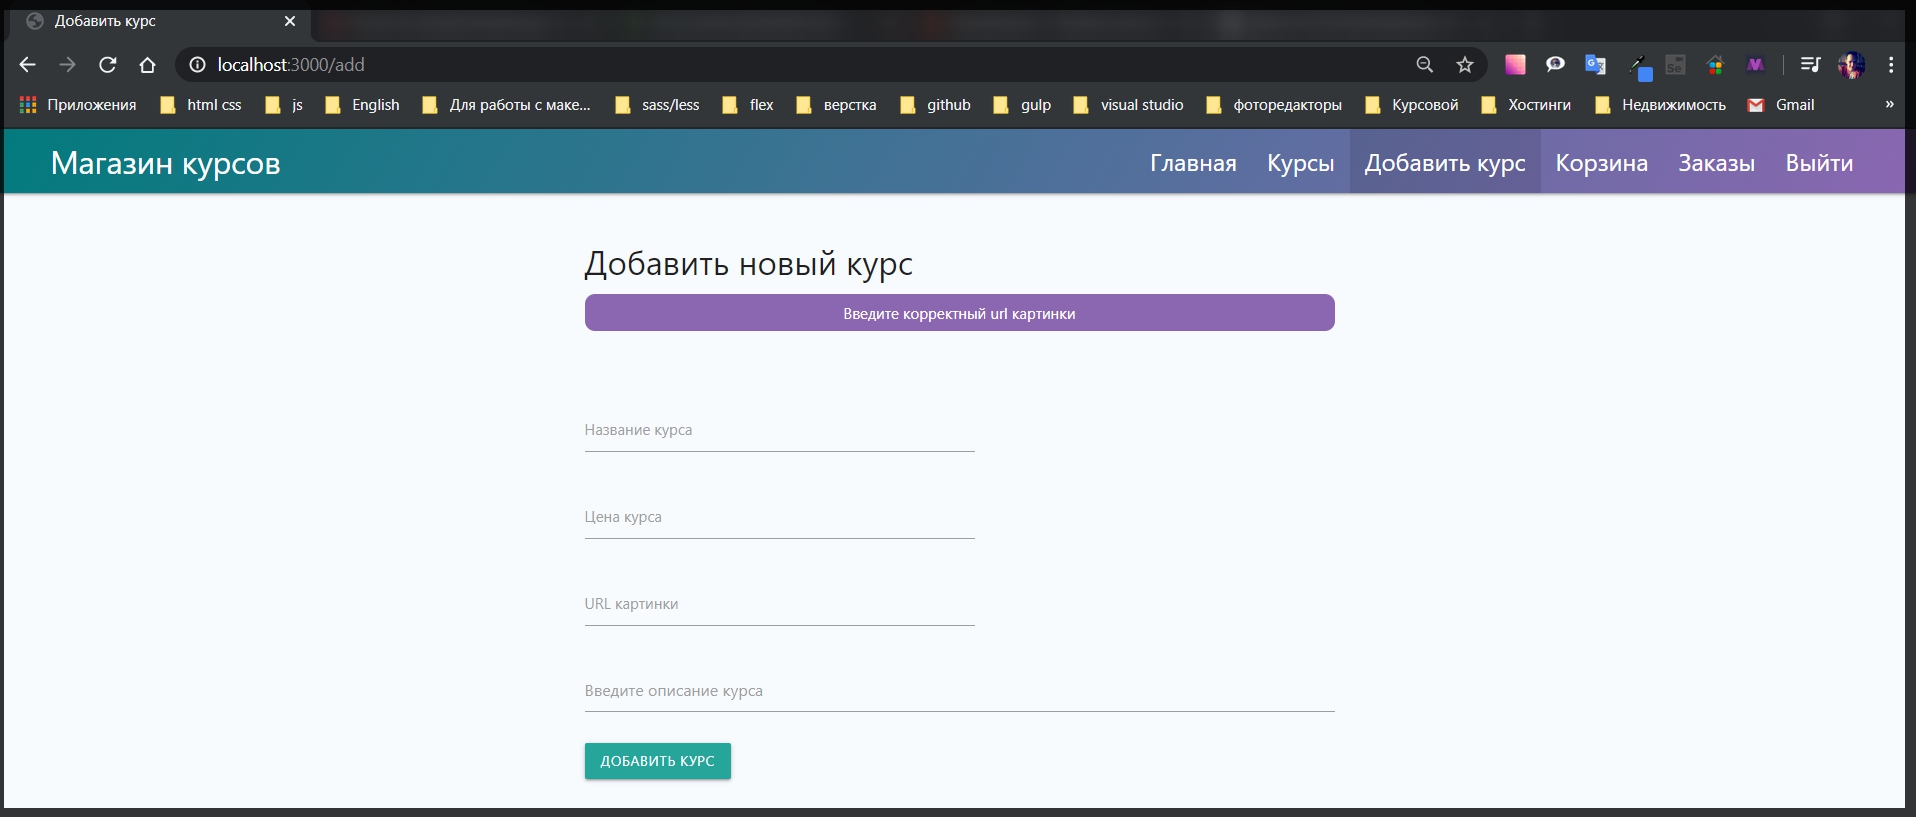 Добавить курс
localhost:3000/add
Приложения html css js English Для работы с маке... sass/less flex верстка github gulp visual studio фоторедакторы Курсовой Хостинги Недвижимость Gmail »
Магазин курсов Главная Курсы Добавить курс Корзина Заказы Выйти
Добавить новый курс
Введите корректный url картинки
Название курса
Цена курса
URL картинки
Введите описание курса
ДОБАВИТЬ КУРС